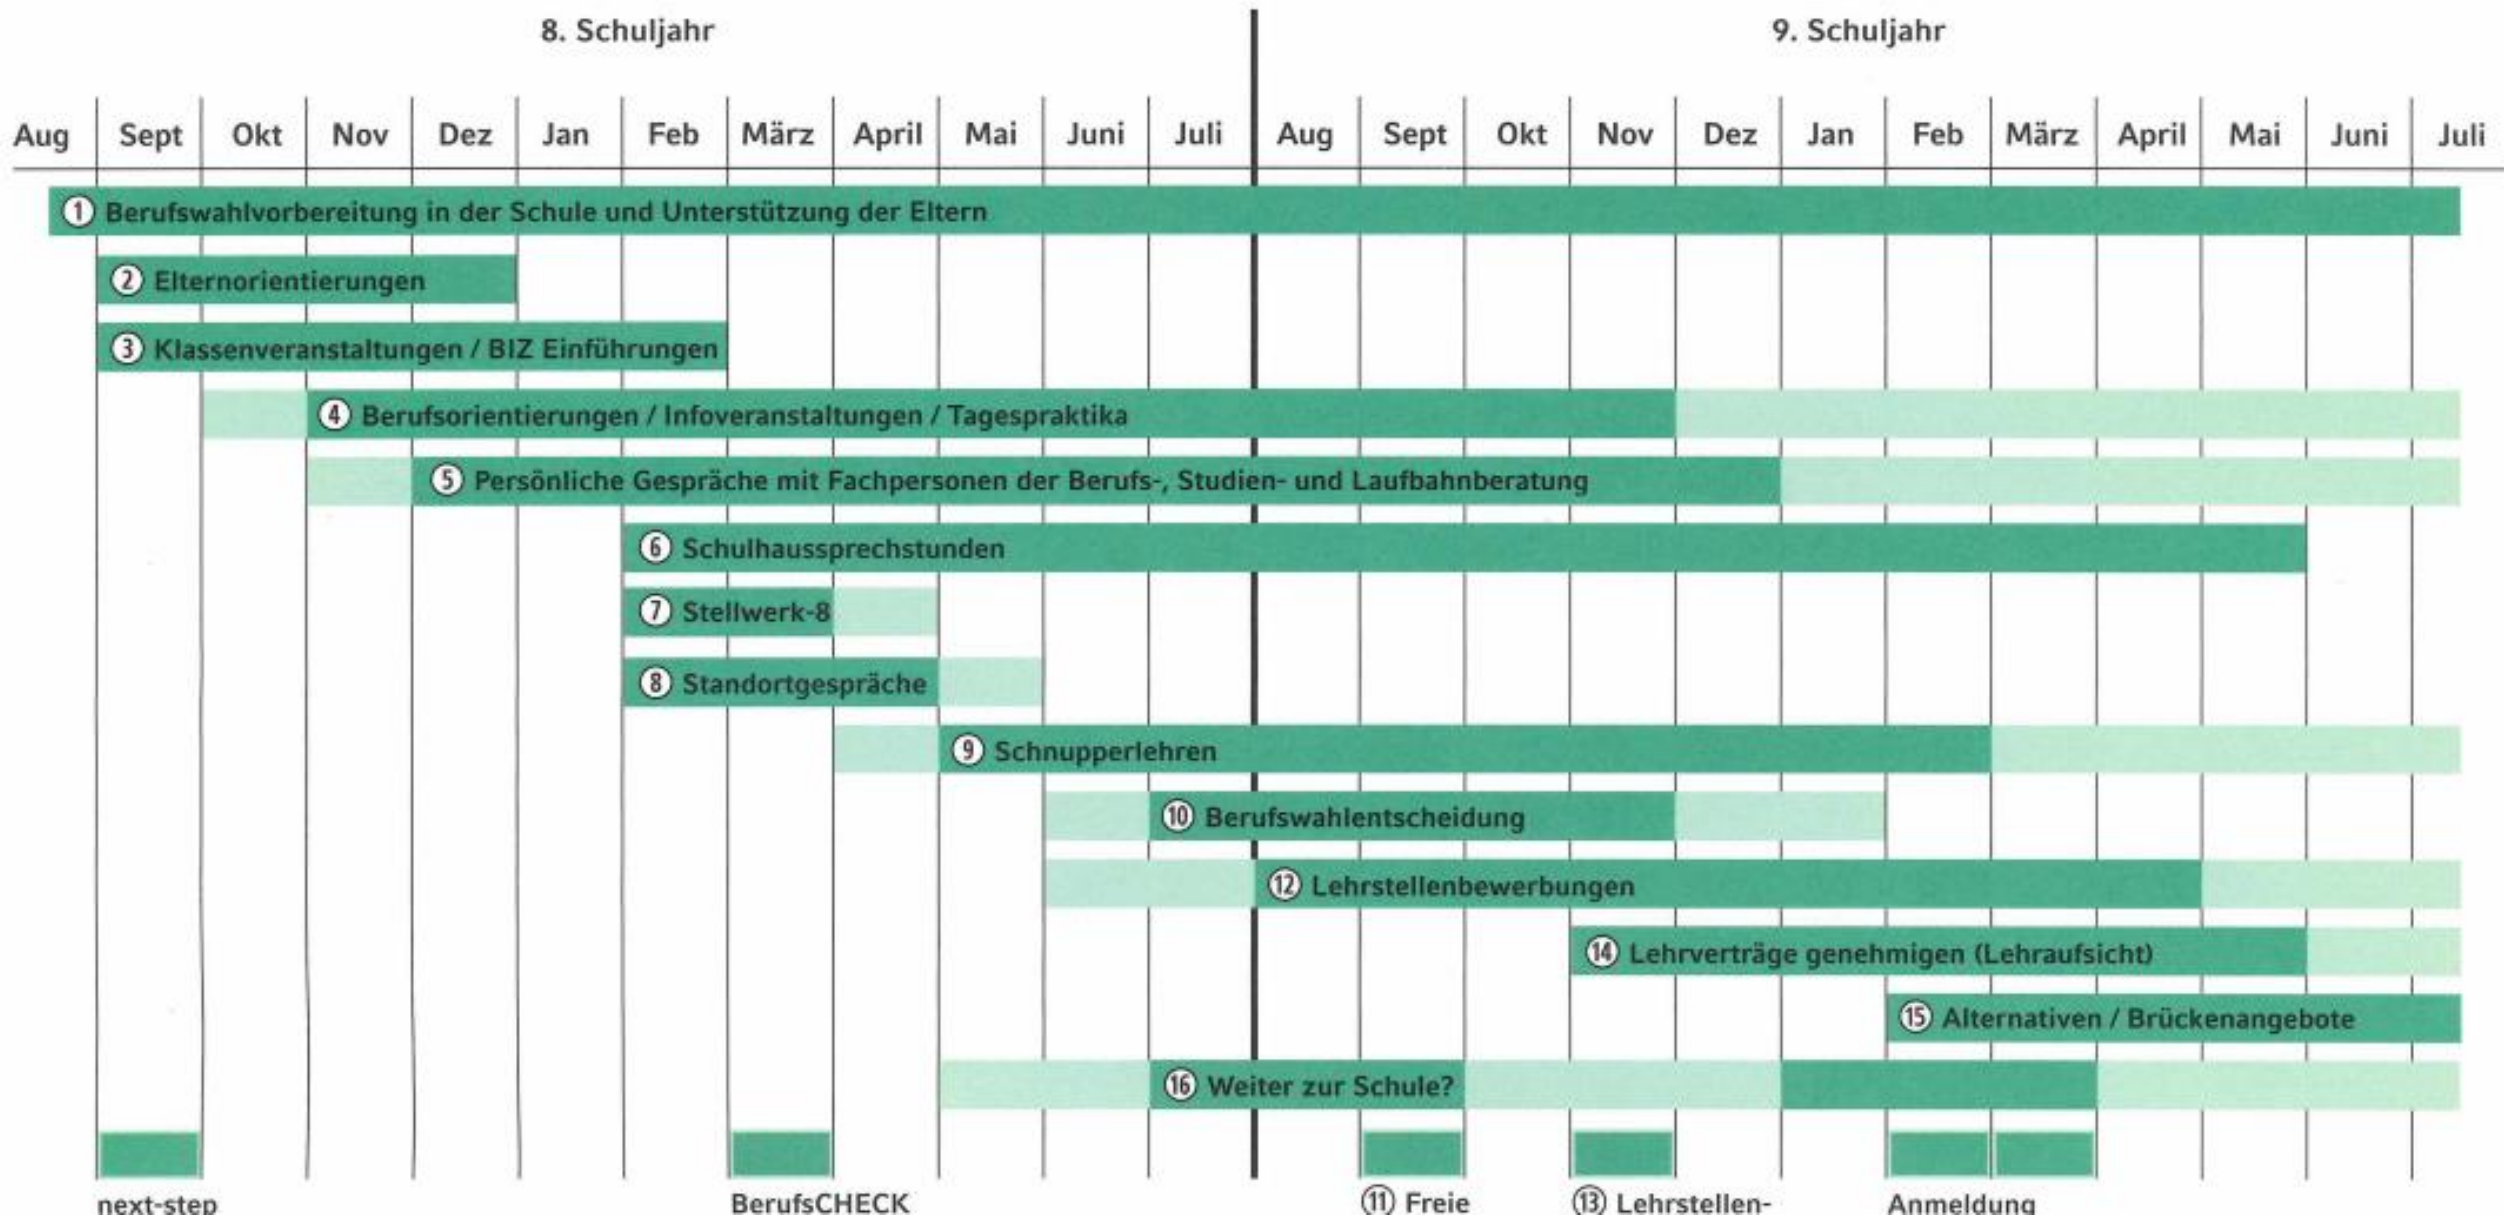 8. Schuljahr
9. Schuljahr
Aug Sept Okt Nov Dez Jan Feb März April Mai Juni Juli Aug Sept Okt Nov Dez Jan Feb März April Mai Juni Juli
① Berufswahlvorbereitung in der Schule und Unterstützung der Eltern
② Elternorientierungen
③ Klassenveranstaltungen / BIZ Einführungen
④ Berufsorientierungen / Infoveranstaltungen / Tagespraktika
⑤ Persönliche Gespräche mit Fachpersonen der Berufs-, Studien- und Laufbahnberatung
⑥ Schulhaussprechstunden
⑦ Stellwerk-8
⑧ Standortgespräche
⑨ Schnupperlehren
⑩ Berufswahlentscheidung
⑫ Lehrstellenbewerbungen
⑭ Lehrverträge genehmigen (Lehraufsicht)
⑮ Alternativen / Brückenangebote
⑯ Weiter zur Schule?
next-step
BerufsCHECK
⑪ Freie
⑬ Lehrstellen-
Anmeldung